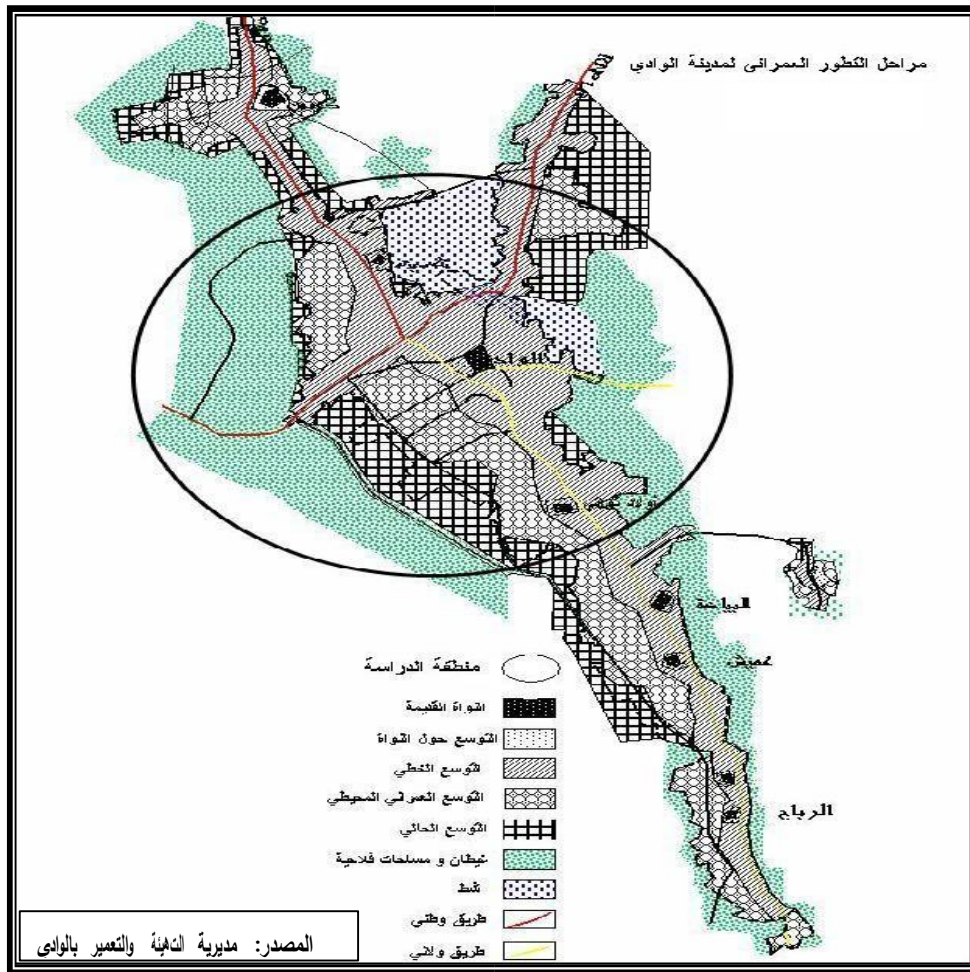 مراحل التطور العمراني لمدينة الوادي
البياضة
الرباح
منطقة الدراسة
النواة القديمة
التوسع حول النواة
التوسع الخطي
التوسع العمراني المحيطي
التوسع الحالي
غيطان و مساحات فلاحية
شط
طريق وطني
طريق ولائي
المصدر: مديرية التهيئة والتعمير بالوادي